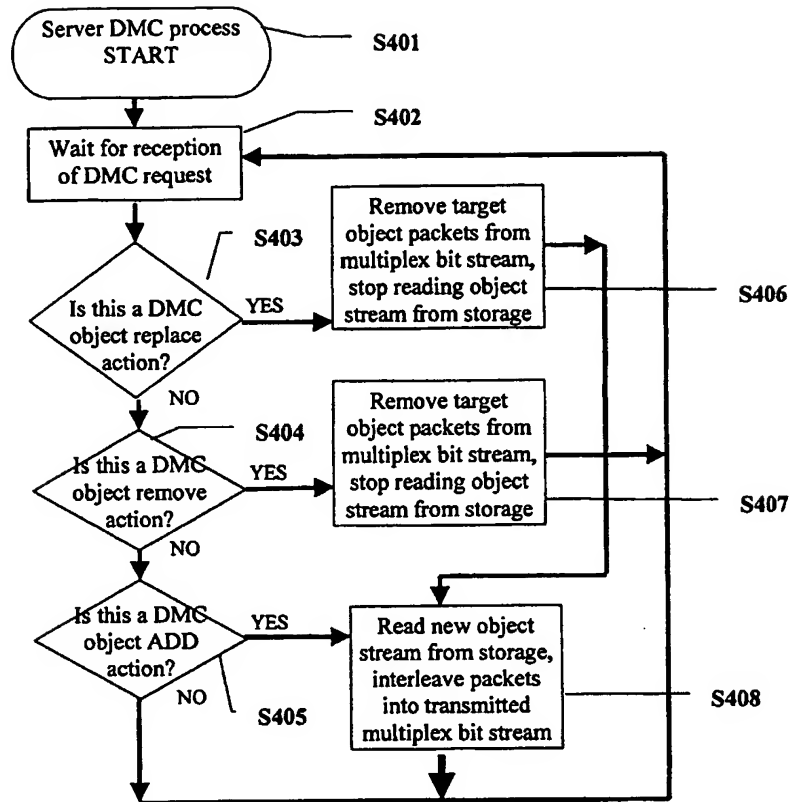 Server DMC process
START
S401
S402
Wait for reception
of DMC request
S403
Is this a DMC
object replace
action?
YES
NO
Remove target
object packets from
multiplex bit stream,
stop reading object
stream from storage
S406
S404
Is this a DMC
object remove
action?
YES
NO
Remove target
object packets from
multiplex bit stream,
stop reading object
stream from storage
S407
Is this a DMC
object ADD
action?
YES
NO
S405
Read new object
stream from storage,
interleave packets
into transmitted
multiplex bit stream
S408